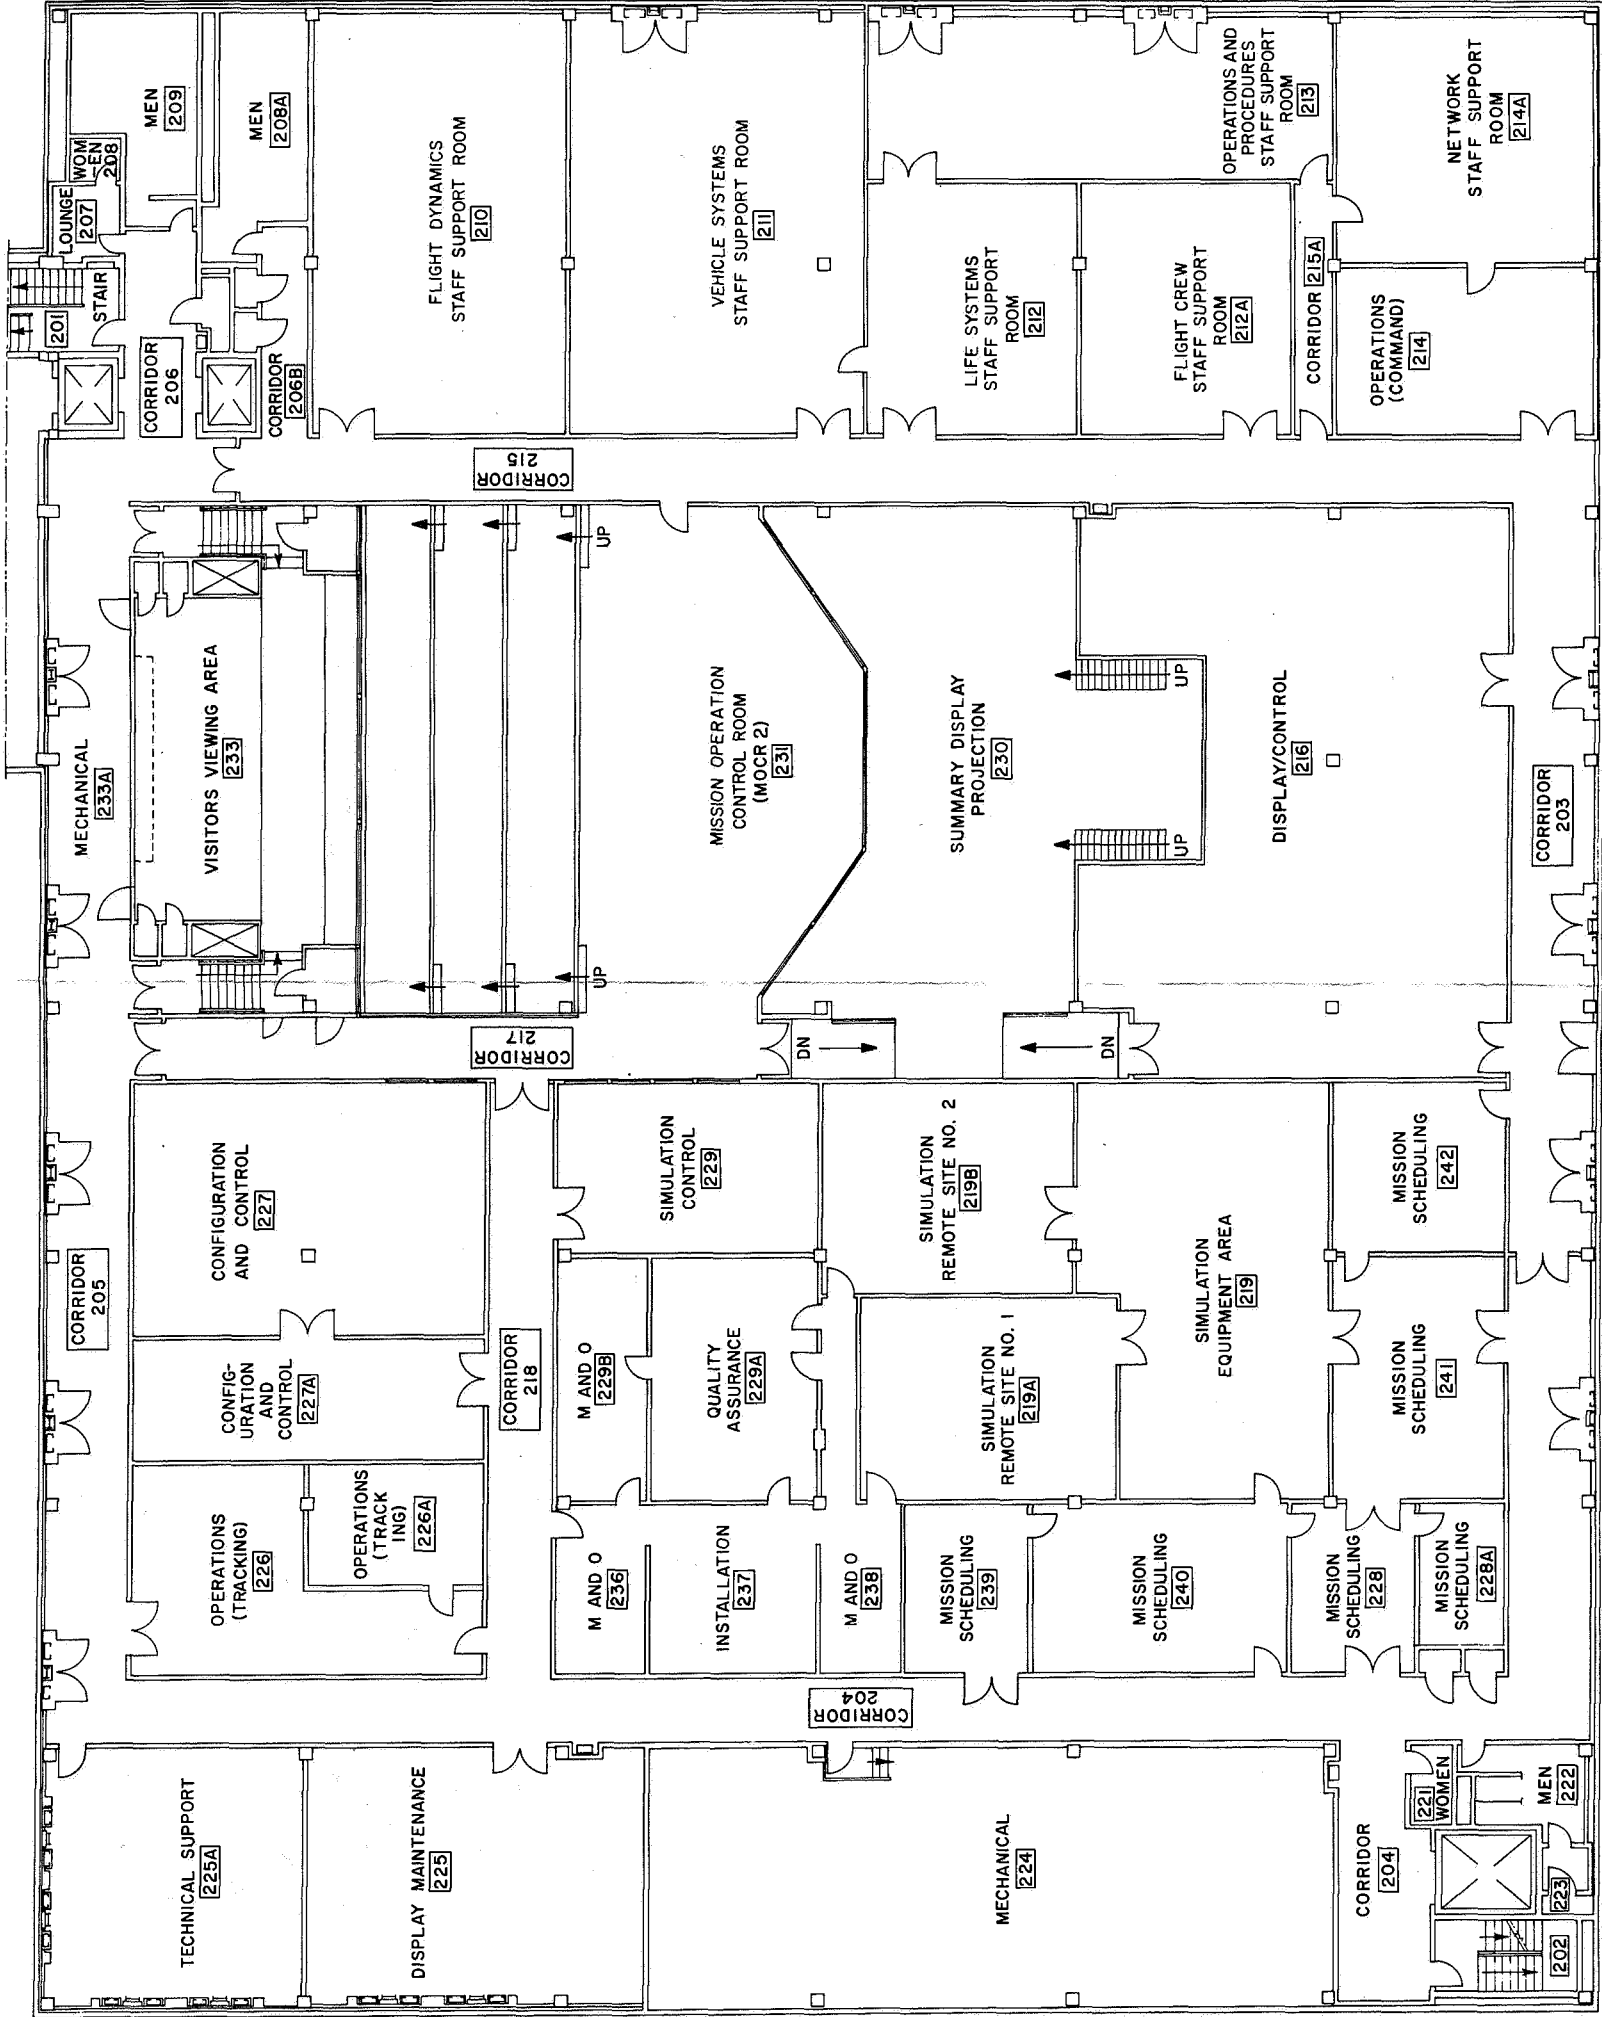 MEN
209
WOM
-EN
208
LOUNGE
207
MEN
208A
STAIR
201
CORRIDOR
206
CORRIDOR
206B
FLIGHT DYNAMICS
STAFF SUPPORT ROOM
210
VEHICLE SYSTEMS
STAFF SUPPORT ROOM
211
LIFE SYSTEMS
STAFF SUPPORT
ROOM
212
FLIGHT CREW
STAFF SUPPORT
ROOM
212A
OPERATIONS AND
PROCEDURES
STAFF SUPPORT
ROOM
213
NETWORK
STAFF SUPPORT
ROOM
214A
CORRIDOR 215A
OPERATIONS
(COMMAND)
214
CORRIDOR
215
MECHANICAL
233A
VISITORS VIEWING AREA
233
UP
UP
MISSION OPERATION
CONTROL ROOM
(MOCR 2)
231
SUMMARY DISPLAY
PROJECTION
230
UP
UP
DISPLAY/CONTROL
216
CORRIDOR
203
CORRIDOR
217
DN
DN
CORRIDOR
205
CONFIGURATION
AND CONTROL
227
CONFIG-
URATION
AND
CONTROL
227A
OPERATIONS
(TRACKING)
226
OPERATIONS
(TRACK
ING)
226A
CORRIDOR
218
SIMULATION
CONTROL
229
M AND O
229B
QUALITY
ASSURANCE
229A
SIMULATION
REMOTE SITE NO. 2
219B
SIMULATION
REMOTE SITE NO. 1
219A
SIMULATION
EQUIPMENT AREA
219
MISSION
SCHEDULING
242
MISSION
SCHEDULING
241
M AND O
236
INSTALLATION
237
M AND O
238
MISSION
SCHEDULING
239
MISSION
SCHEDULING
240
MISSION
SCHEDULING
228
MISSION
SCHEDULING
228A
CORRIDOR
204
TECHNICAL SUPPORT
225A
DISPLAY MAINTENANCE
225
MECHANICAL
224
CORRIDOR
204
221
WOMEN
MEN
222
223
202